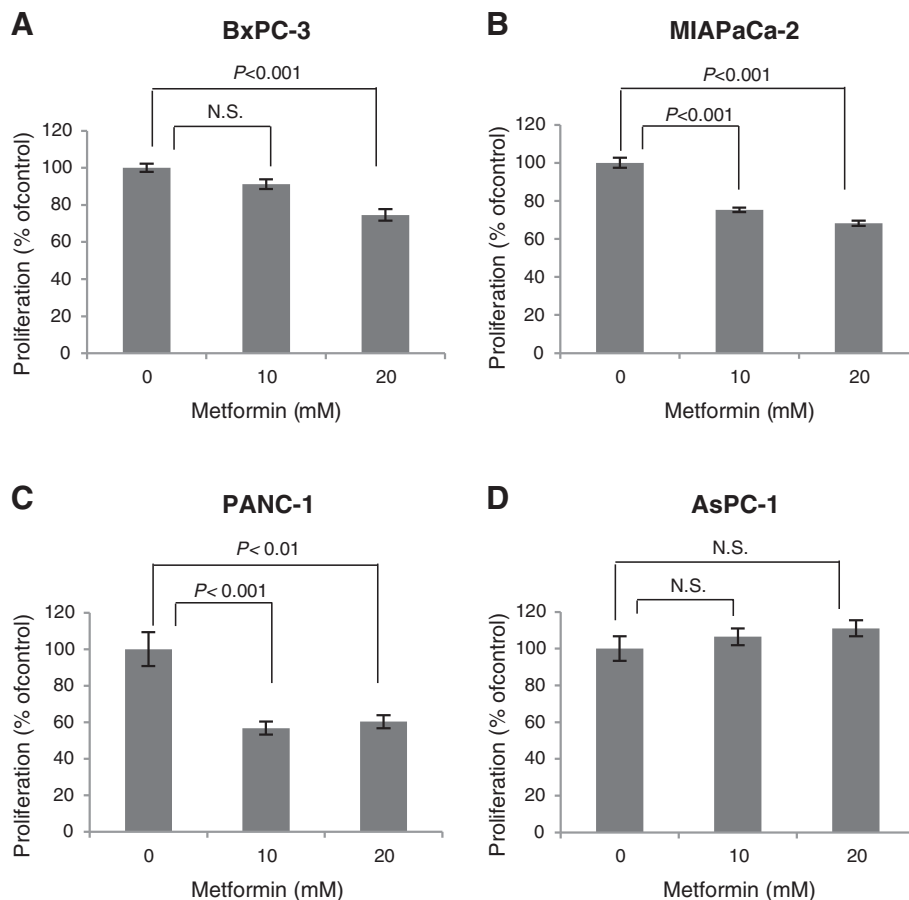 A
BxPC-3
P<0.001
N.S.
Proliferation (% ofcontrol)
120
100
80
60
40
20
0
0 10 20
Metformin (mM)
B
MIAPaCa-2
P<0.001
P<0.001
Proliferation (% ofcontrol)
120
100
80
60
40
20
0
0 10 20
Metformin (mM)
C
PANC-1
P< 0.01
P< 0.001
Proliferation (% ofcontrol)
120
100
80
60
40
20
0
0 10 20
Metformin (mM)
D
AsPC-1
N.S.
N.S.
Proliferation (% ofcontrol)
120
100
80
60
40
20
0
0 10 20
Metformin (mM)